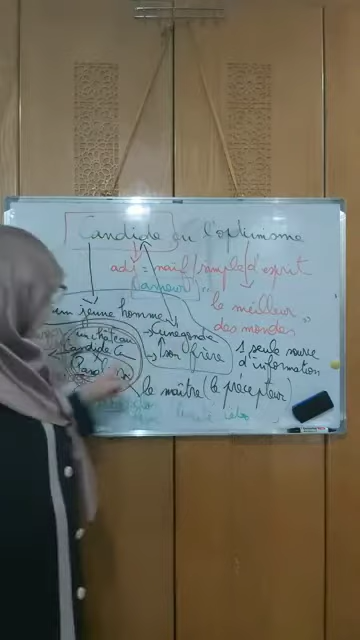 Candide ou l'optimisme
adj = naïf / simple d'esprit
"le meilleur
des mondes"
un jeune homme
Cunégonde
son frère
1 seule source
d'information
un château
Candide
le maître (le précepteur)